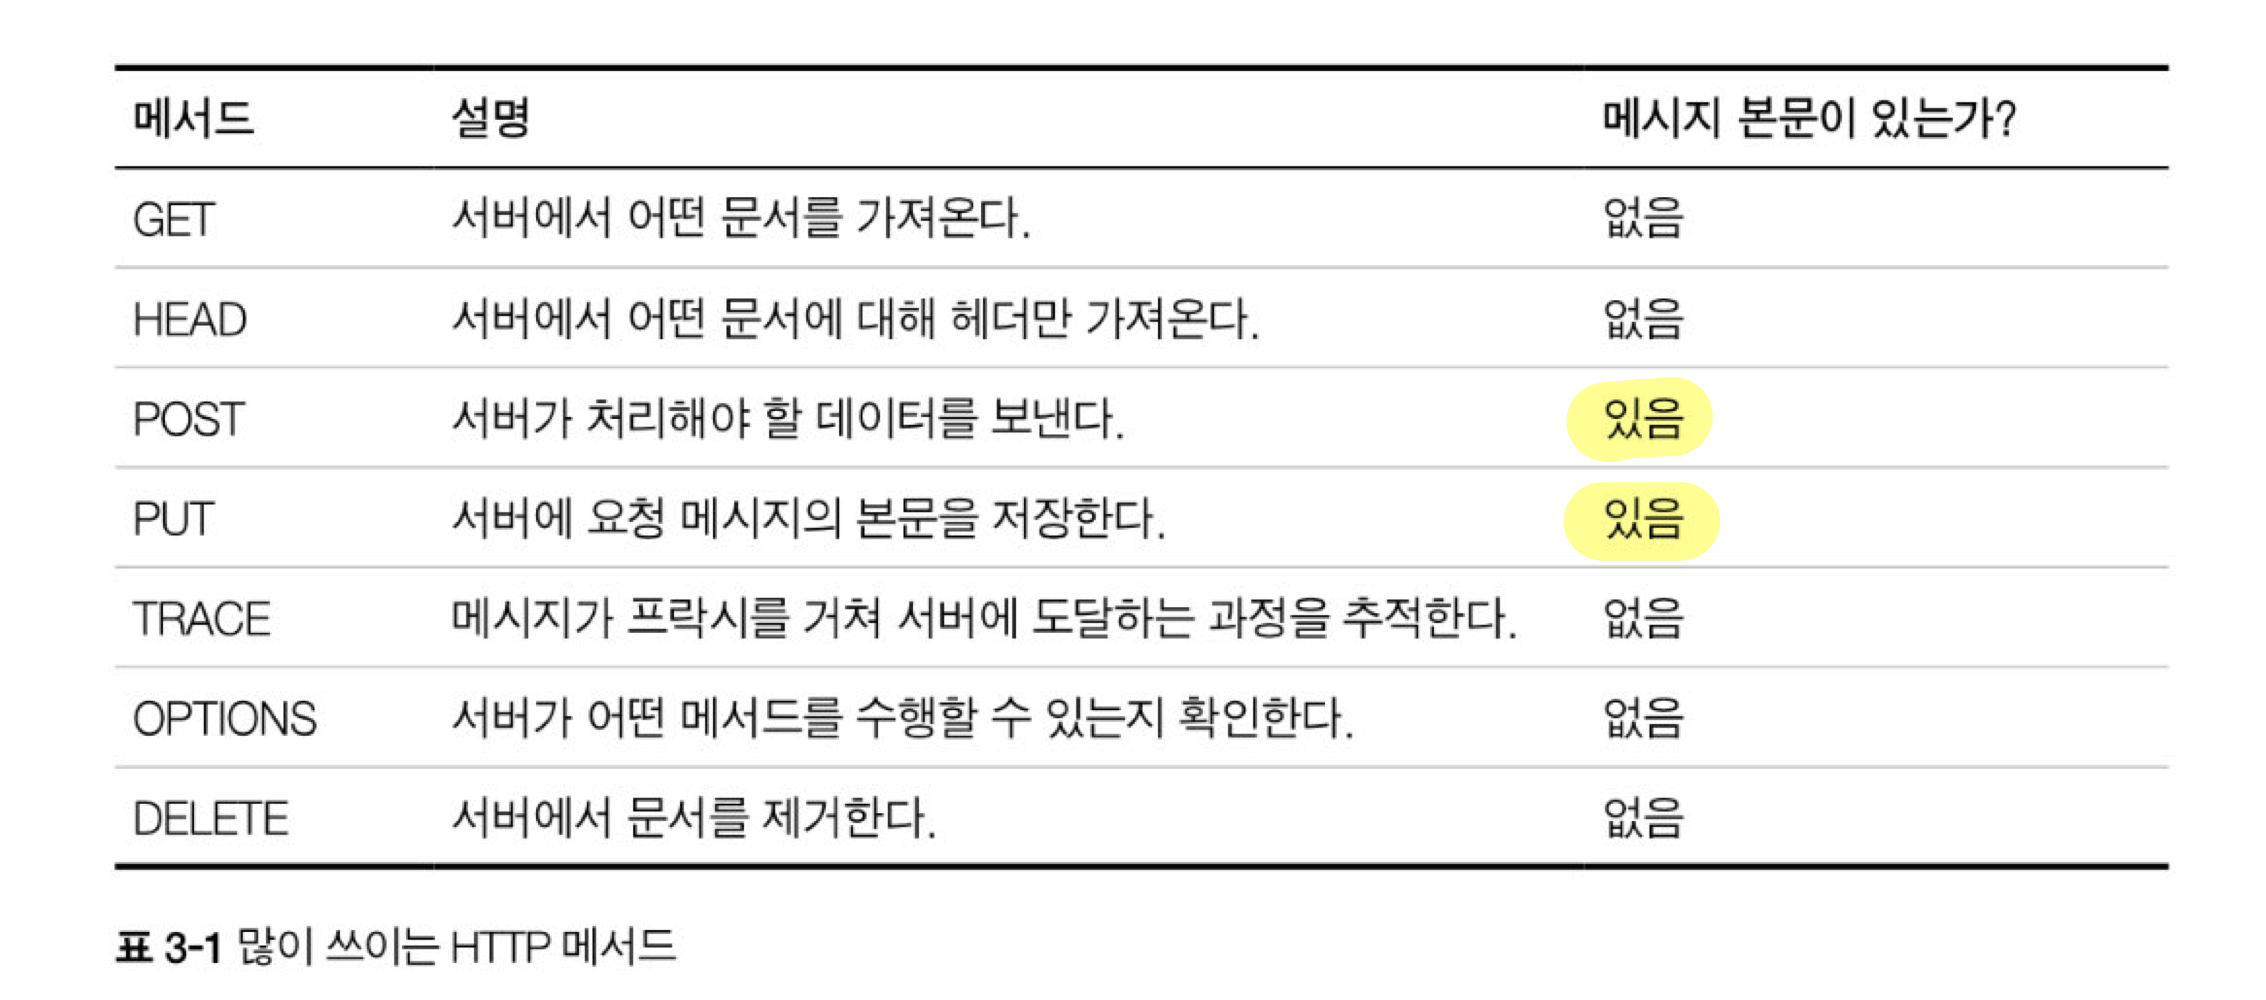 메서드 설명 메시지 본문이 있는가?
GET 서버에서 어떤 문서를 가져온다. 없음
HEAD 서버에서 어떤 문서에 대해 헤더만 가져온다. 없음
POST 서버가 처리해야 할 데이터를 보낸다. 있음
PUT 서버에 요청 메시지의 본문을 저장한다. 있음
TRACE 메시지가 프락시를 거쳐 서버에 도달하는 과정을 추적한다. 없음
OPTIONS 서버가 어떤 메서드를 수행할 수 있는지 확인한다. 없음
DELETE 서버에서 문서를 제거한다. 없음
표 3-1 많이 쓰이는 HTTP 메서드